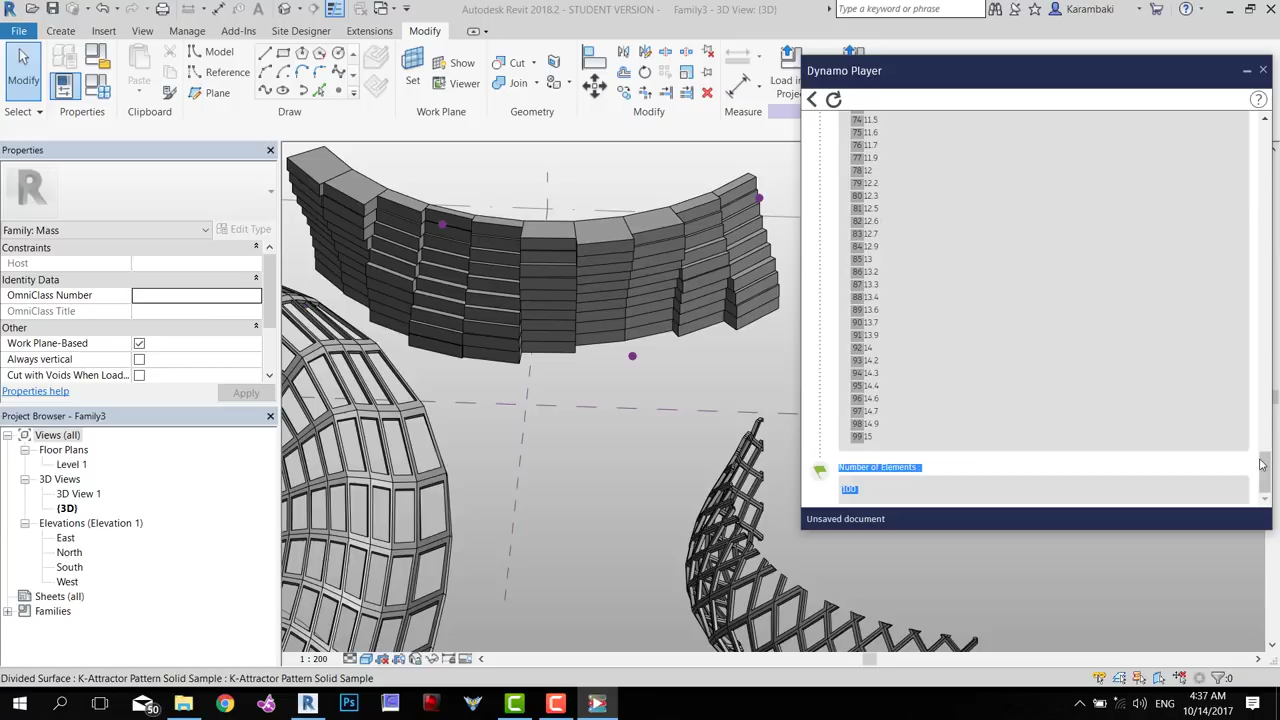 Autodesk Revit 2018.2 - STUDENT VERSION - Family3 - 3D View: {3D}
Type a keyword or phrase
Karambaki
File
Create
Insert
View
Manage
Add-Ins
Site Designer
Extensions
Modify
Modify
Select
Properties
Paste
Clipboard
Model
Reference
Plane
Draw
Set
Show
Viewer
Work Plane
Cut
Join
Geometry
Modify
Measure
Load in
Proje
Properties
Family: Mass
Edit Type
Constraints
Host
Identity Data
OmniClass Number
OmniClass Title
Other
Work Plane-Based
Always vertical
Cut with Voids When Load...
Properties help
Apply
Project Browser - Family3
Views (all)
Floor Plans
Level 1
3D Views
3D View 1
{3D}
Elevations (Elevation 1)
East
North
South
West
Sheets (all)
Families
Dynamo Player
74 11.5
75 11.6
76 11.7
77 11.9
78 12
79 12.2
80 12.3
81 12.5
82 12.6
83 12.7
84 12.9
85 13
86 13.2
87 13.3
88 13.4
89 13.6
90 13.7
91 13.9
92 14
93 14.2
94 14.3
95 14.4
96 14.6
97 14.7
98 14.9
99 15
Number of Elements :
100
Unsaved document
1 : 200
Divided Surface : K-Attractor Pattern Solid Sample : K-Attractor Pattern Solid Sample
:0
50
ENG
4:37 AM
10/14/2017